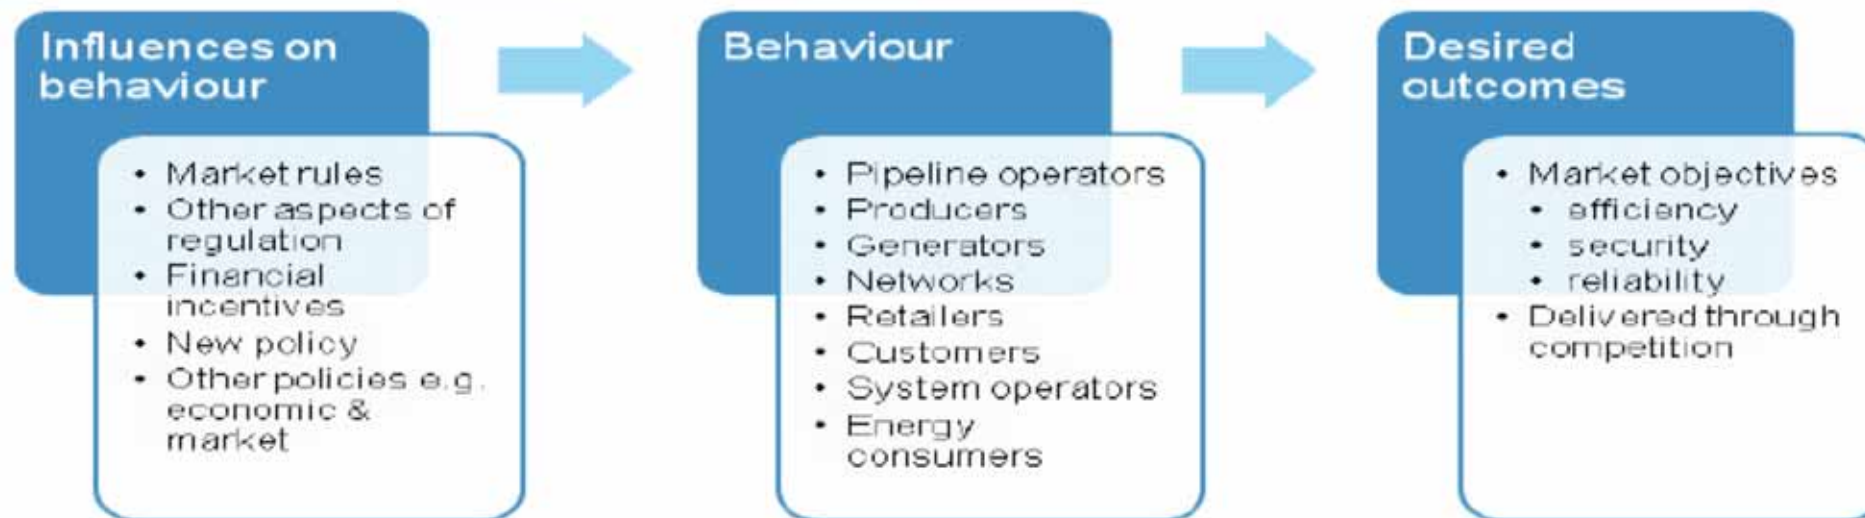 Influences on
behaviour
• Market rules
• Other aspects of
regulation
• Financial
incentives
• New policy
• Other policies e.g.
economic &
market
Behaviour
• Pipeline operators
• Producers
• Generators
• Networks
• Retailers
• Customers
• System operators
• Energy
consumers
Desired
outcomes
• Market objectives
• efficiency
• security
• reliability
• Delivered through
competition